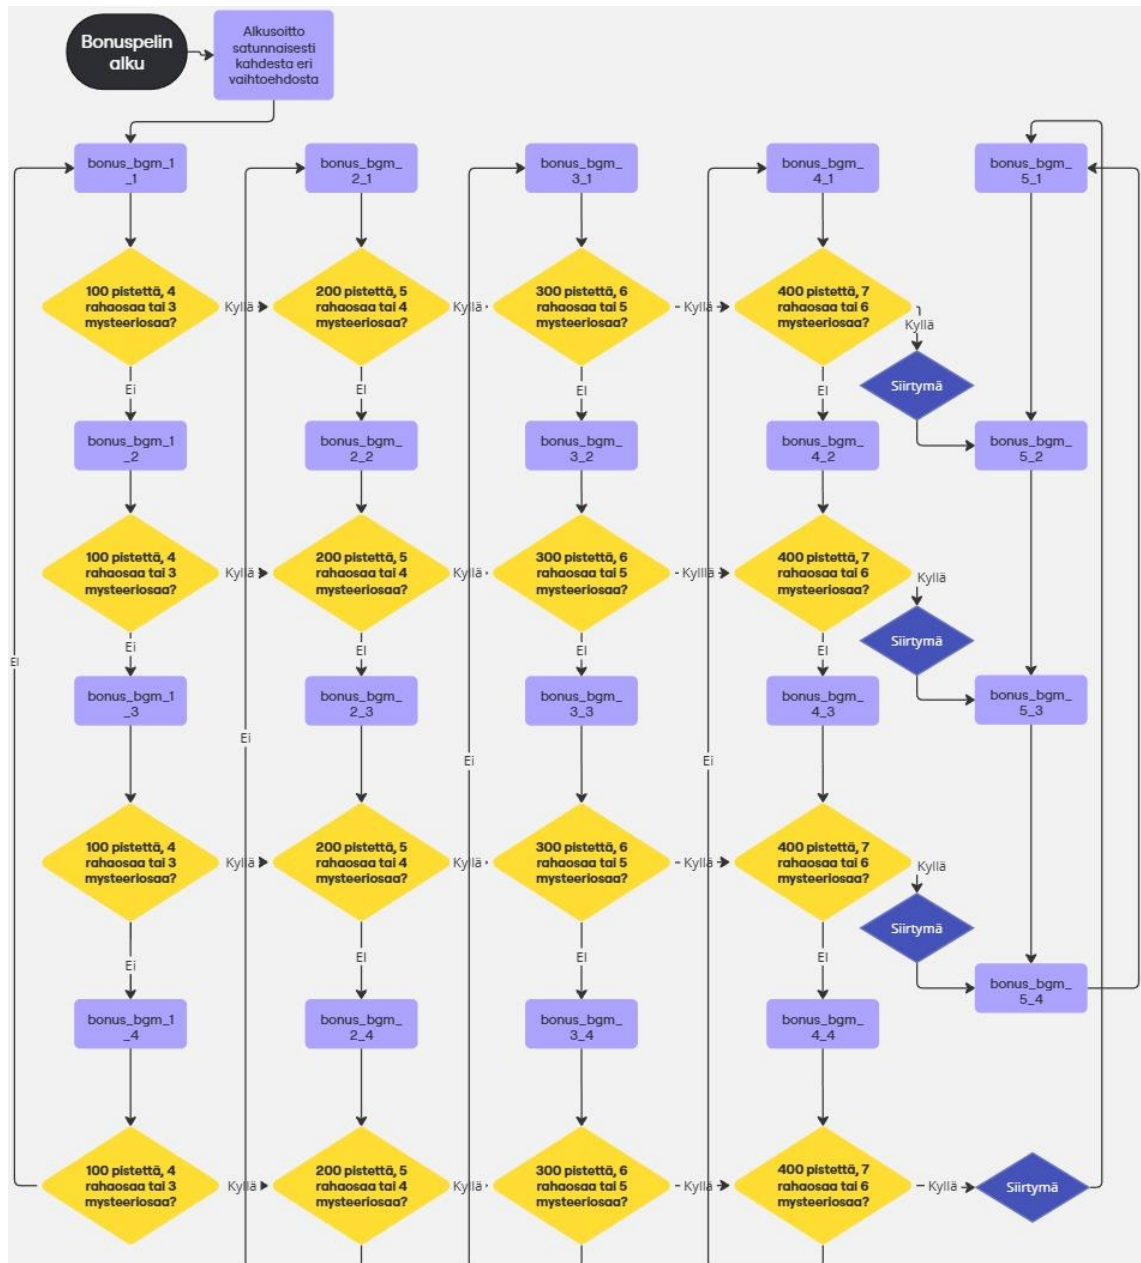 Bonuspelin
alku
Alkusoitto
satunnaisesti
kahdesta eri
vaihtoehdosta
bonus_bgm_1
_1
bonus_bgm_
2_1
bonus_bgm_
3_1
bonus_bgm_
4_1
bonus_bgm_
5_1
100 pistettä, 4
rahaosaa tai 3
mysteeriosaa?
Kyllä
200 pistettä, 5
rahaosaa tai 4
mysteeriosaa?
Kyllä
300 pistettä, 6
rahaosaa tai 5
mysteeriosaa?
Kyllä
400 pistettä, 7
rahaosaa tai 6
mysteeriosaa?
Kyllä
Siirtymä
Ei
EI
EI
EI
bonus_bgm_1
_2
bonus_bgm_
2_2
bonus_bgm_
3_2
bonus_bgm_
4_2
bonus_bgm_
5_2
100 pistettä, 4
rahaosaa tai 3
mysteeriosaa?
Kyllä
200 pistettä, 5
rahaosaa tai 4
mysteeriosaa?
Kyllä
300 pistettä, 6
rahaosaa tai 5
mysteeriosaa?
Kylllä
400 pistettä, 7
rahaosaa tai 6
mysteeriosaa?
Kyllä
Siirtymä
Ei
EI
EI
EI
EI
bonus_bgm_1
_3
bonus_bgm_
2_3
bonus_bgm_
3_3
bonus_bgm_
4_3
bonus_bgm_
5_3
Ei
Ei
Ei
100 pistettä, 4
rahaosaa tai 3
mysteeriosaa?
Kyllä
200 pistettä, 5
rahaosaa tai 4
mysteeriosaa?
Kyllä
300 pistettä, 6
rahaosaa tai 5
mysteeriosaa?
Kyllä
400 pistettä, 7
rahaosaa tai 6
mysteeriosaa?
Kyllä
Siirtymä
Ei
EI
EI
EI
bonus_bgm_1
_4
bonus_bgm_
2_4
bonus_bgm_
3_4
bonus_bgm_
4_4
bonus_bgm_
5_4
100 pistettä, 4
rahaosaa tai 3
mysteeriosaa?
Kyllä
200 pistettä, 5
rahaosaa tai 4
mysteeriosaa?
Kyllä
300 pistettä, 6
rahaosaa tai 5
mysteeriosaa?
Kyllä
400 pistettä, 7
rahaosaa tai 6
mysteeriosaa?
Kyllä
Siirtymä